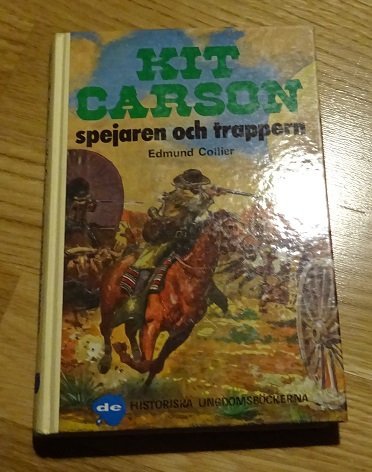 KIT
CARSON
spejaren och trappern
Edmund Collier
de HISTORISKA UNGDOMSBÖCKERNA